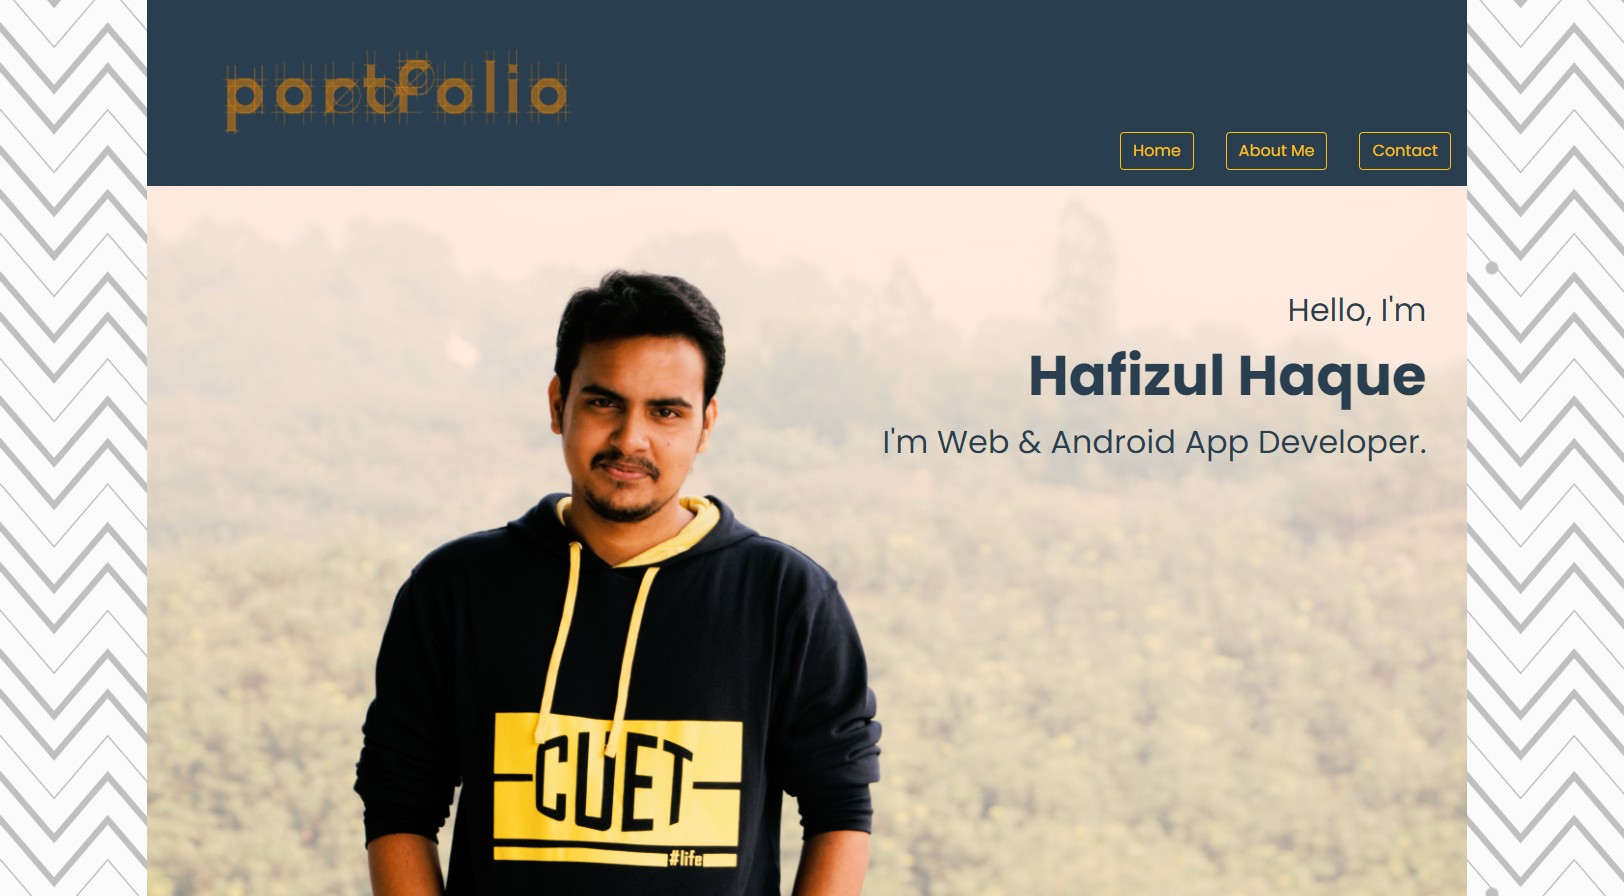 portfolio
Home About Me Contact
Hello, I'm
Hafizul Haque
I'm Web & Android App Developer.
CUET
#life